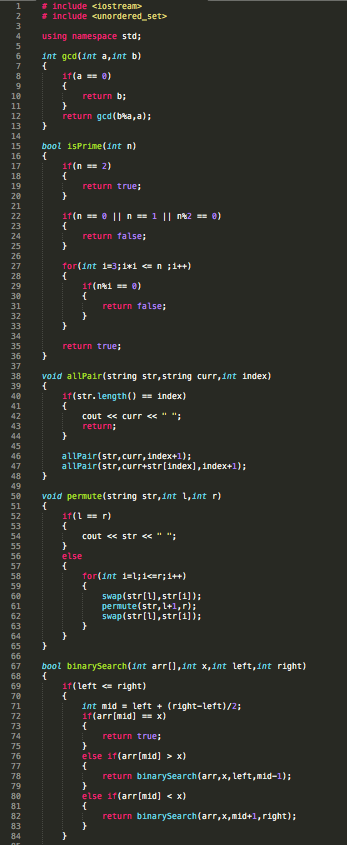 1 # include <iostream>
2 # include <unordered_set>
3
4 using namespace std;
5
6 int gcd(int a,int b)
7 {
8 if(a == 0)
9 {
10 return b;
11 }
12 return gcd(b%a,a);
13 }
14
15 bool isPrime(int n)
16 {
17 if(n == 2)
18 {
19 return true;
20 }
21
22 if(n == 0 || n == 1 || n%2 == 0)
23 {
24 return false;
25 }
26
27 for(int i=3;i*i <= n ;i++)
28 {
29 if(n%i == 0)
30 {
31 return false;
32 }
33 }
34
35 return true;
36 }
37
38 void allPair(string str,string curr,int index)
39 {
40 if(str.length() == index)
41 {
42 cout << curr << " ";
43 return;
44 }
45
46 allPair(str,curr,index+1);
47 allPair(str,curr+str[index],index+1);
48 }
49
50 void permute(string str,int l,int r)
51 {
52 if(l == r)
53 {
54 cout << str << " ";
55 }
56 else
57 {
58 for(int i=l;i<=r;i++)
59 {
60 swap(str[l],str[i]);
61 permute(str,l+1,r);
62 swap(str[l],str[i]);
63 }
64 }
65 }
66
67 bool binarySearch(int arr[],int x,int left,int right)
68 {
69 if(left <= right)
70 {
71 int mid = left + (right-left)/2;
72 if(arr[mid] == x)
73 {
74 return true;
75 }
76 else if(arr[mid] > x)
77 {
78 return binarySearch(arr,x,left,mid-1);
79 }
80 else if(arr[mid] < x)
81 {
82 return binarySearch(arr,x,mid+1,right);
83 }
84 }